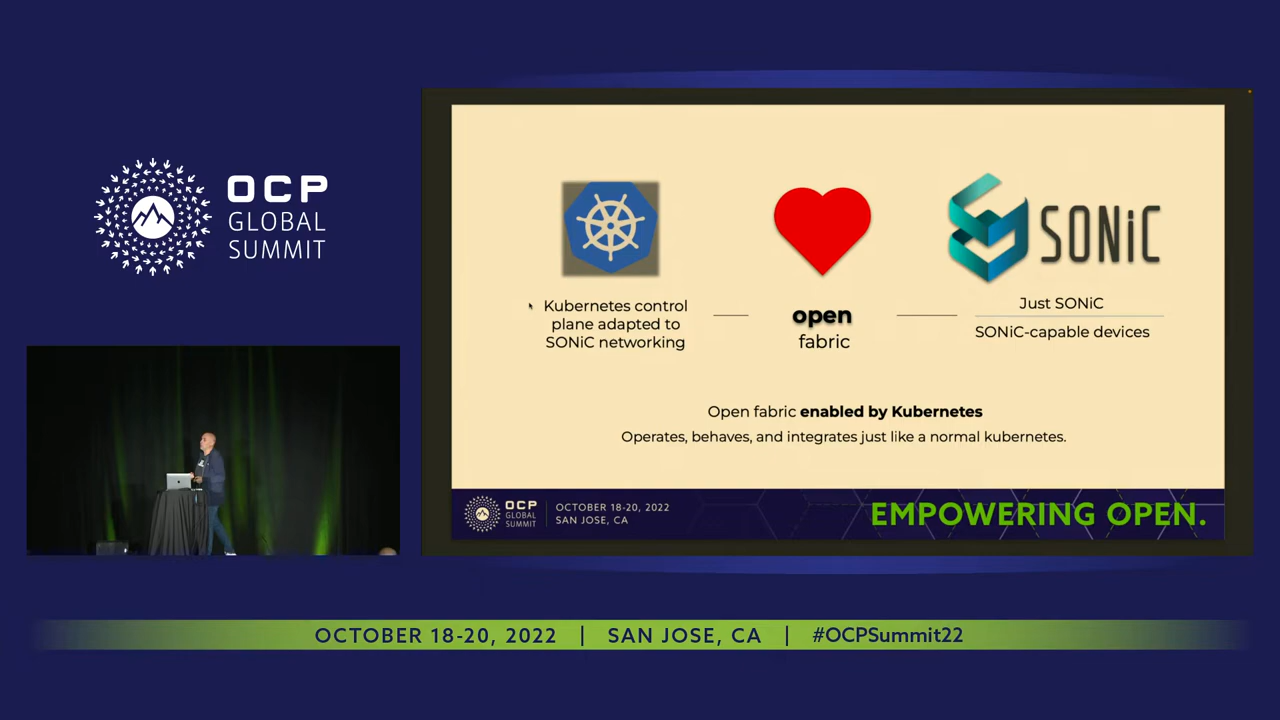 OCP
GLOBAL
SUMMIT
SONiC
Kubernetes control
plane adapted to
SONiC networking
open
fabric
Just SONiC
SONiC-capable devices
Open fabric enabled by Kubernetes
Operates, behaves, and integrates just like a normal kubernetes.
OCP
GLOBAL
SUMMIT
OCTOBER 18-20, 2022
SAN JOSE, CA
EMPOWERING OPEN.
OCTOBER 18-20, 2022 | SAN JOSE, CA | #OCPSummit22